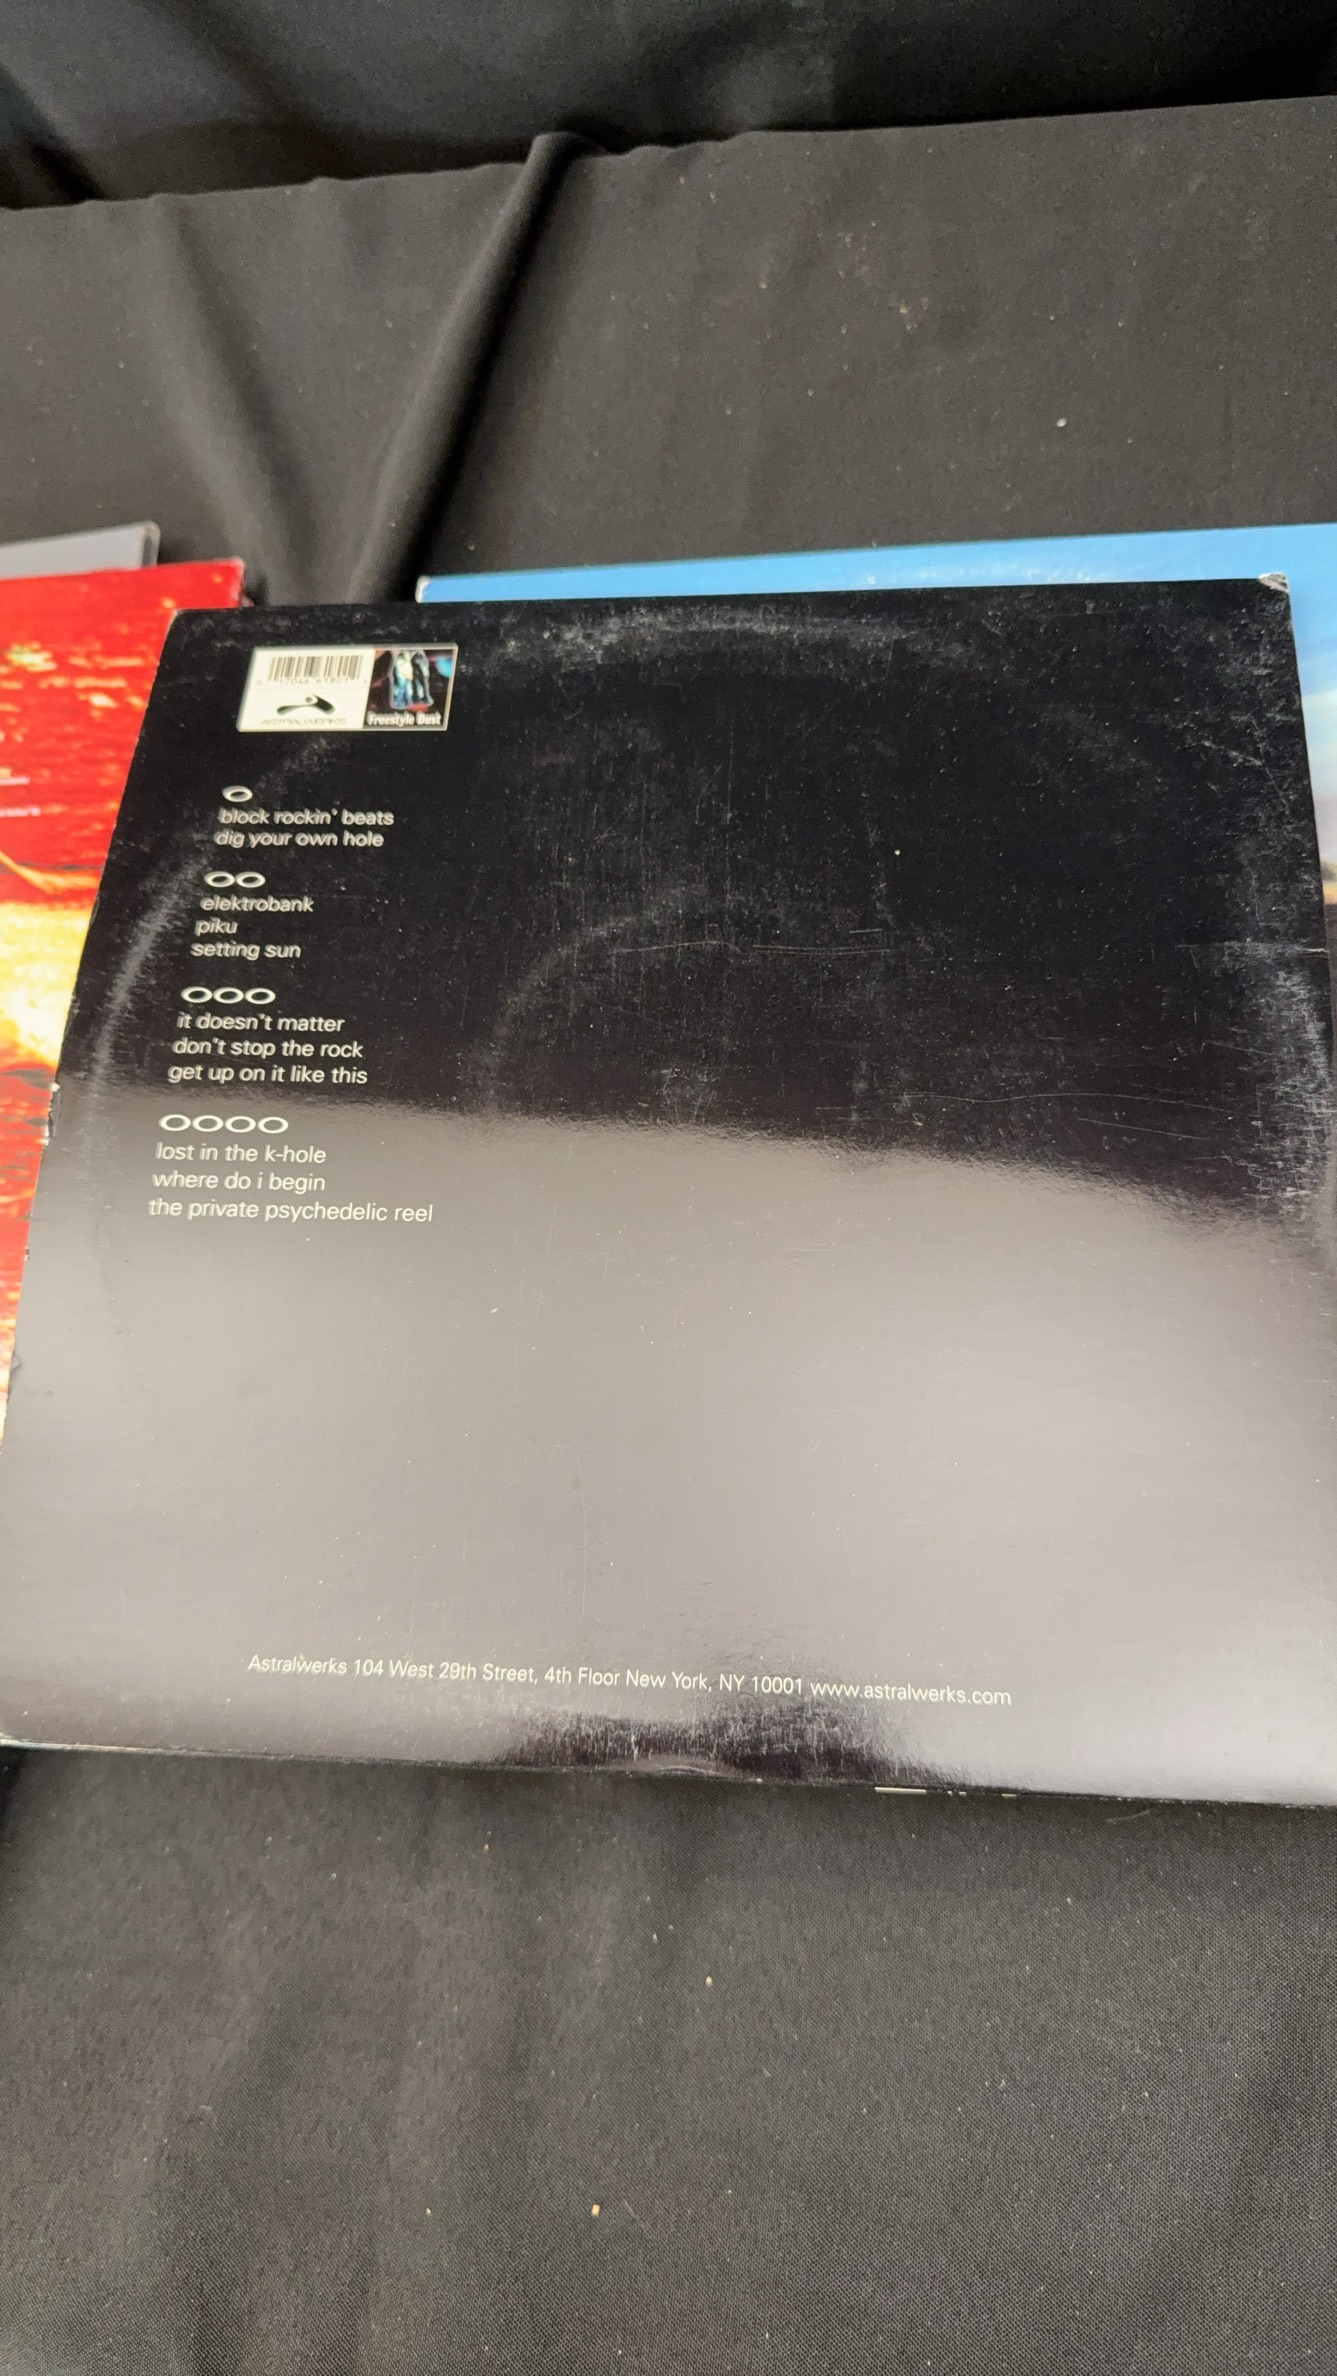 ASTRALWERKS
Freestyle Dust
block rockin' beats
dig your own hole
elektrobank
piku
setting sun
it doesn't matter
don't stop the rock
get up on it like this
lost in the k-hole
where do i begin
the private psychedelic reel
Astralwerks 104 West 29th Street, 4th Floor New York, NY 10001 www.astralwerks.com